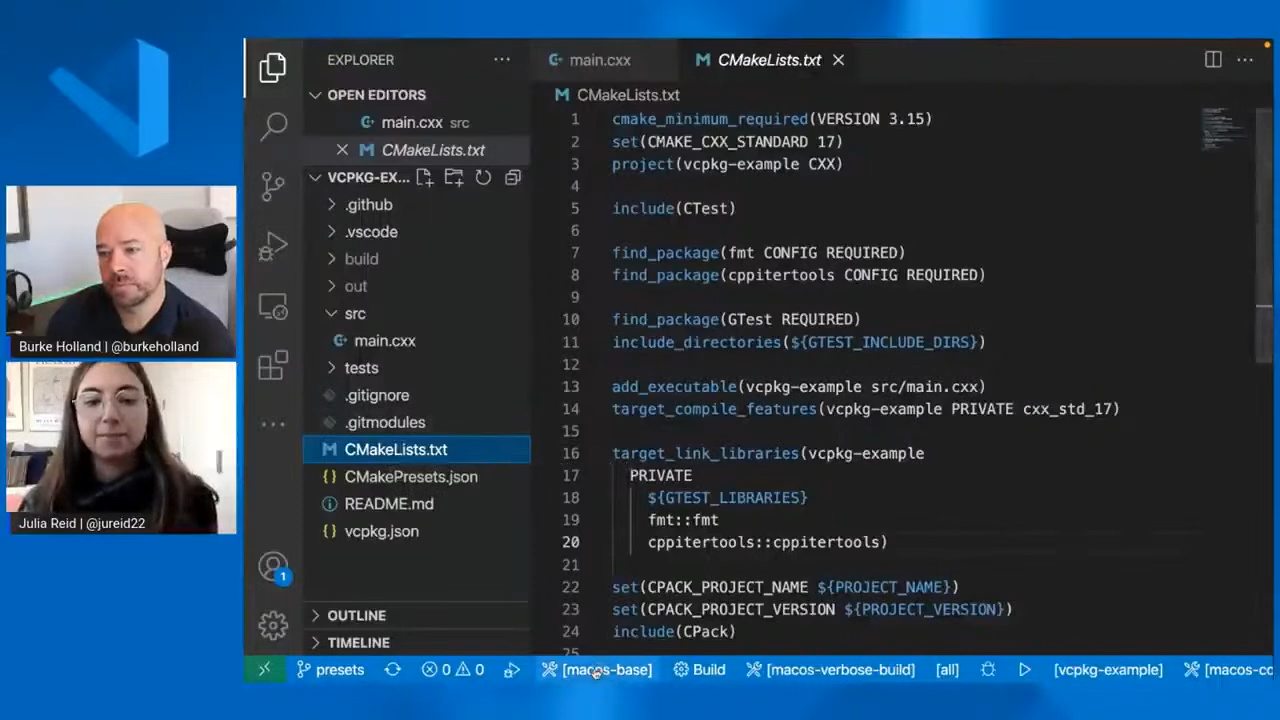 EXPLORER
OPEN EDITORS
main.cxx src
CMakeLists.txt
VCPKG-EX...
.github
.vscode
build
out
src
main.cxx
tests
.gitignore
.gitmodules
CMakeLists.txt
CMakePresets.json
README.md
vcpkg.json
OUTLINE
TIMELINE
main.cxx
CMakeLists.txt
CMakeLists.txt
1 cmake_minimum_required(VERSION 3.15)
2 set(CMAKE_CXX_STANDARD 17)
3 project(vcpkg-example CXX)
4
5 include(CTest)
6
7 find_package(fmt CONFIG REQUIRED)
8 find_package(cppitertools CONFIG REQUIRED)
9
10 find_package(GTest REQUIRED)
11 include_directories(${GTEST_INCLUDE_DIRS})
12
13 add_executable(vcpkg-example src/main.cxx)
14 target_compile_features(vcpkg-example PRIVATE cxx_std_17)
15
16 target_link_libraries(vcpkg-example
17 PRIVATE
18 ${GTEST_LIBRARIES}
19 fmt::fmt
20 cppitertools::cppitertools)
21
22 set(CPACK_PROJECT_NAME ${PROJECT_NAME})
23 set(CPACK_PROJECT_VERSION ${PROJECT_VERSION})
24 include(CPack)
25
Burke Holland | @burkeholland
Julia Reid | @jureid22
1
presets 0 0 [macos-base] Build [macos-verbose-build] [all] [vcpkg-example] [macos-co